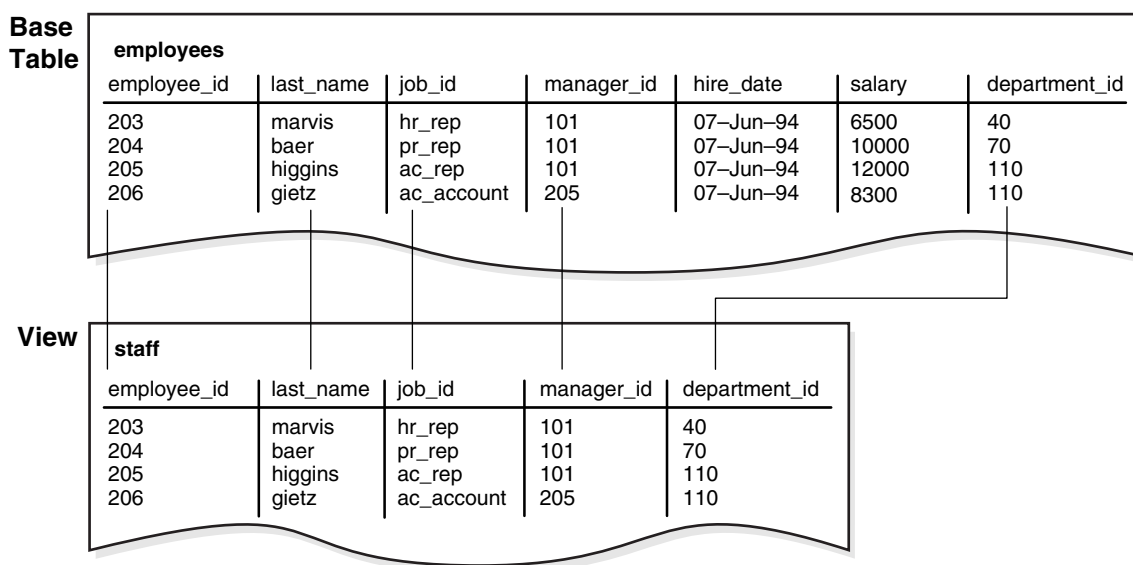 Base
Table
employees
employee_id last_name job_id manager_id hire_date salary department_id
203 marvis hr_rep 101 07–Jun–94 6500 40
204 baer pr_rep 101 07–Jun–94 10000 70
205 higgins ac_rep 101 07–Jun–94 12000 110
206 gietz ac_account 205 07–Jun–94 8300 110
View
staff
employee_id last_name job_id manager_id department_id
203 marvis hr_rep 101 40
204 baer pr_rep 101 70
205 higgins ac_rep 101 110
206 gietz ac_account 205 110